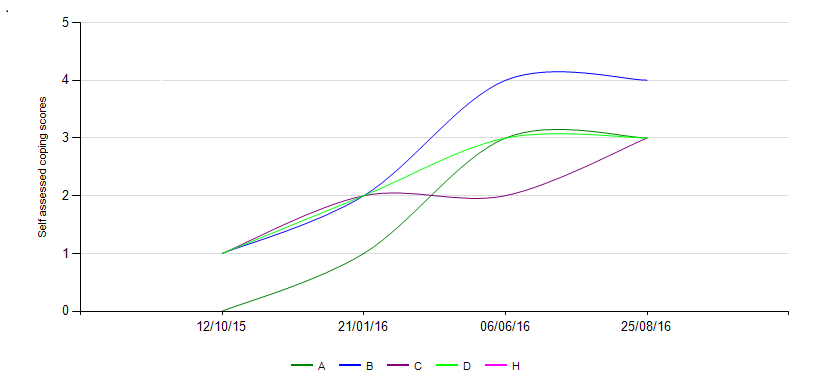 .
5
4
3
2
1
0
Self assessed coping scores
12/10/15 21/01/16 06/06/16 25/08/16
A B C D H